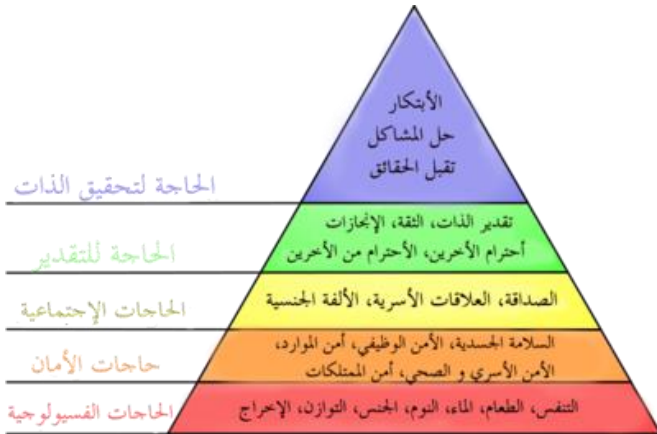 الأبتكار
حل المشاكل
تقبل الحقائق
الحاجة لتحقيق الذات
تقدير الذات، الثقة، الإنجازات
أحترام الأخرين، الأحترام من الأخرين
الحاجة للتقدير
الصداقة، العلاقات الأسرية، الألفة الجنسية
الحاجات الإجتماعية
السلامة الجسدية، الأمن الوظيفي، أمن الموارد،
الأمن الأسري و الصحي، أمن الممتلكات
حاجات الأمان
التنفس، الطعام، الماء، النوم، الجنس، التوازن، الإخراج
الحاجات الفسيولوجية